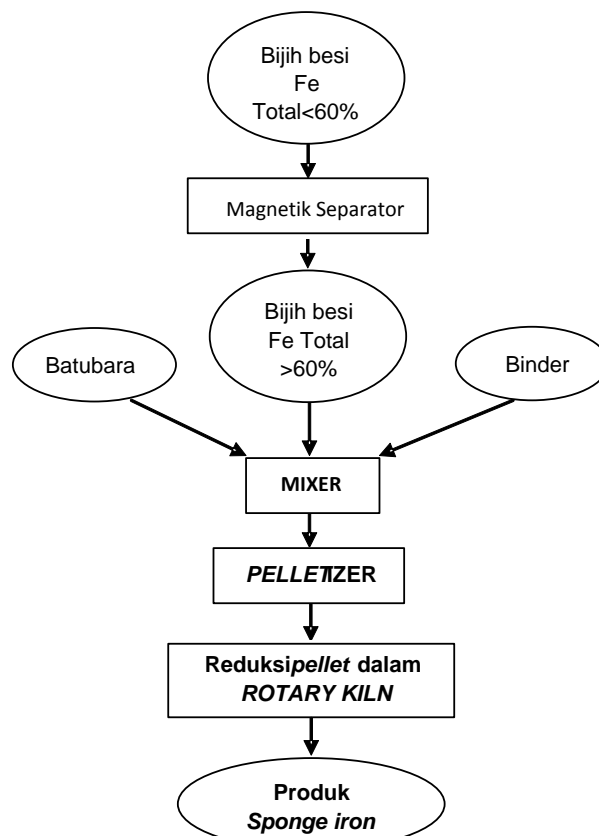 Bijih besi
Fe
Total<60%
Magnetik Separator
Bijih besi
Fe Total
>60%
Batubara
Binder
MIXER
PELLETIZER
Reduksipellet dalam
ROTARY KILN
Produk
Sponge iron